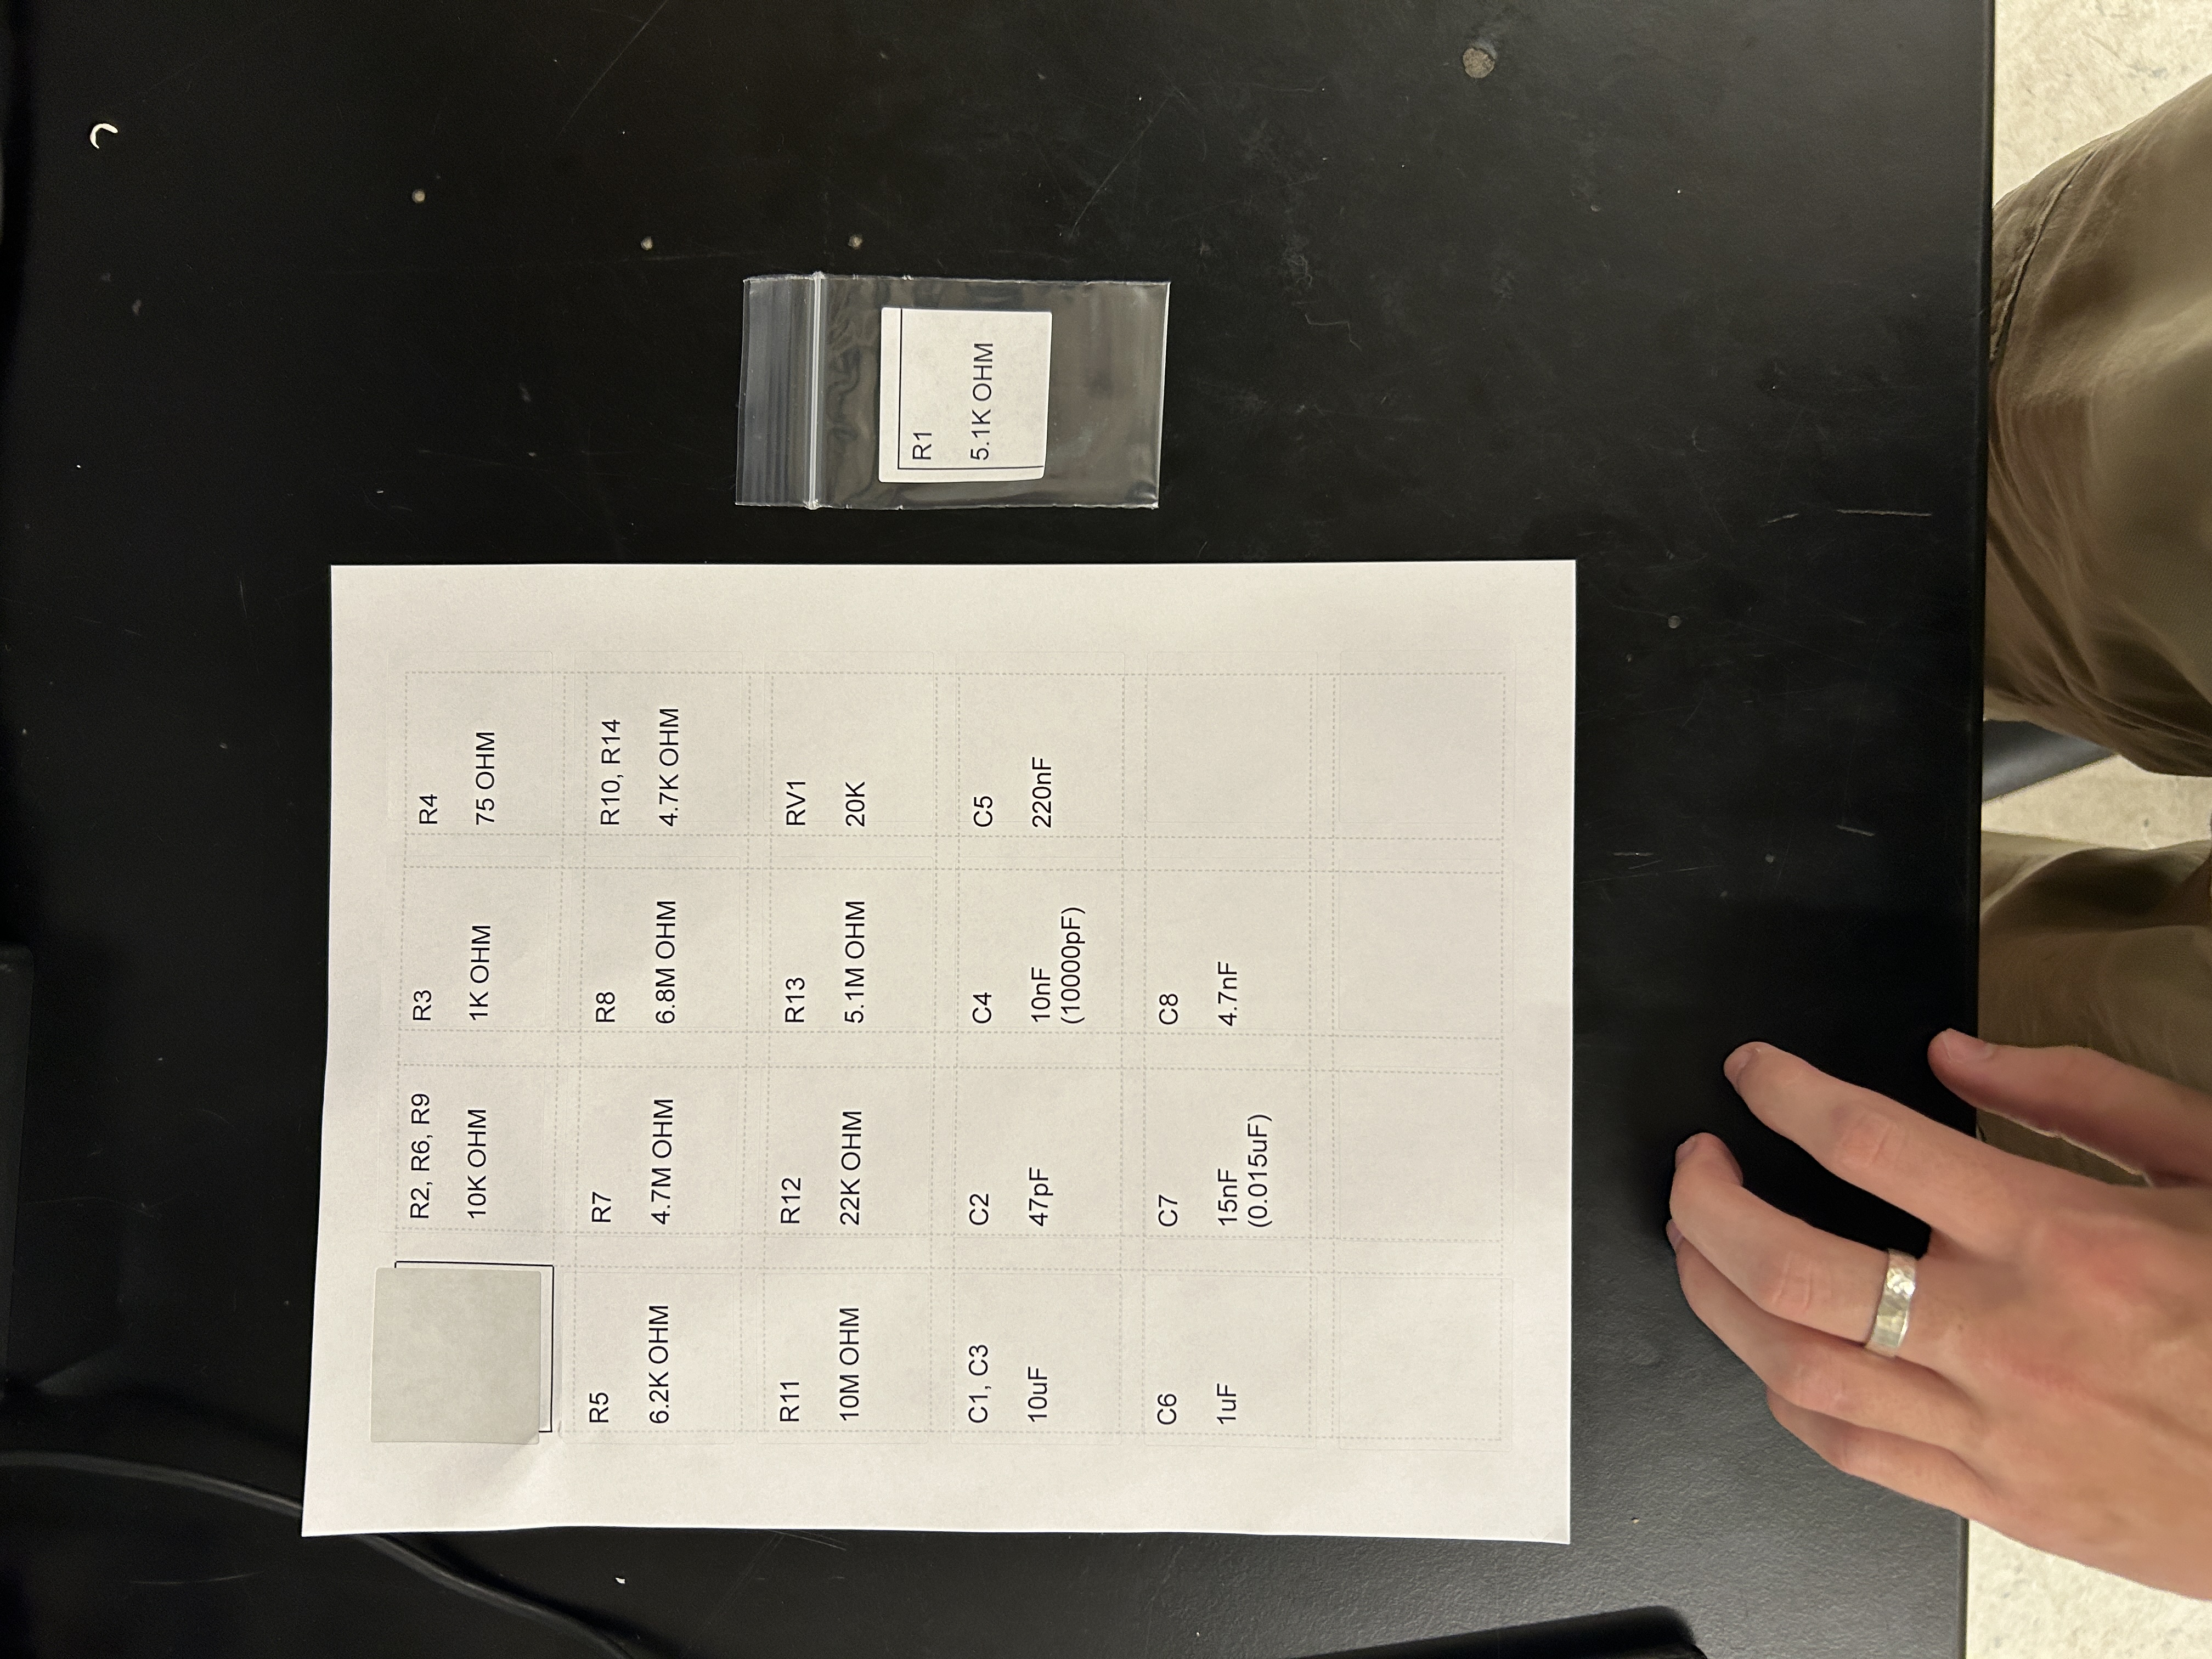 R2, R6, R9
10K OHM
R3
1K OHM
R4
75 OHM
R5
6.2K OHM
R7
4.7M OHM
R8
6.8M OHM
R10, R14
4.7K OHM
R11
10M OHM
R12
22K OHM
R13
5.1M OHM
RV1
20K
C1, C3
10uF
C2
47pF
C4
10nF
(10000pF)
C5
220nF
C6
1uF
C7
15nF
(0.015uF)
C8
4.7nF
R1
5.1K OHM